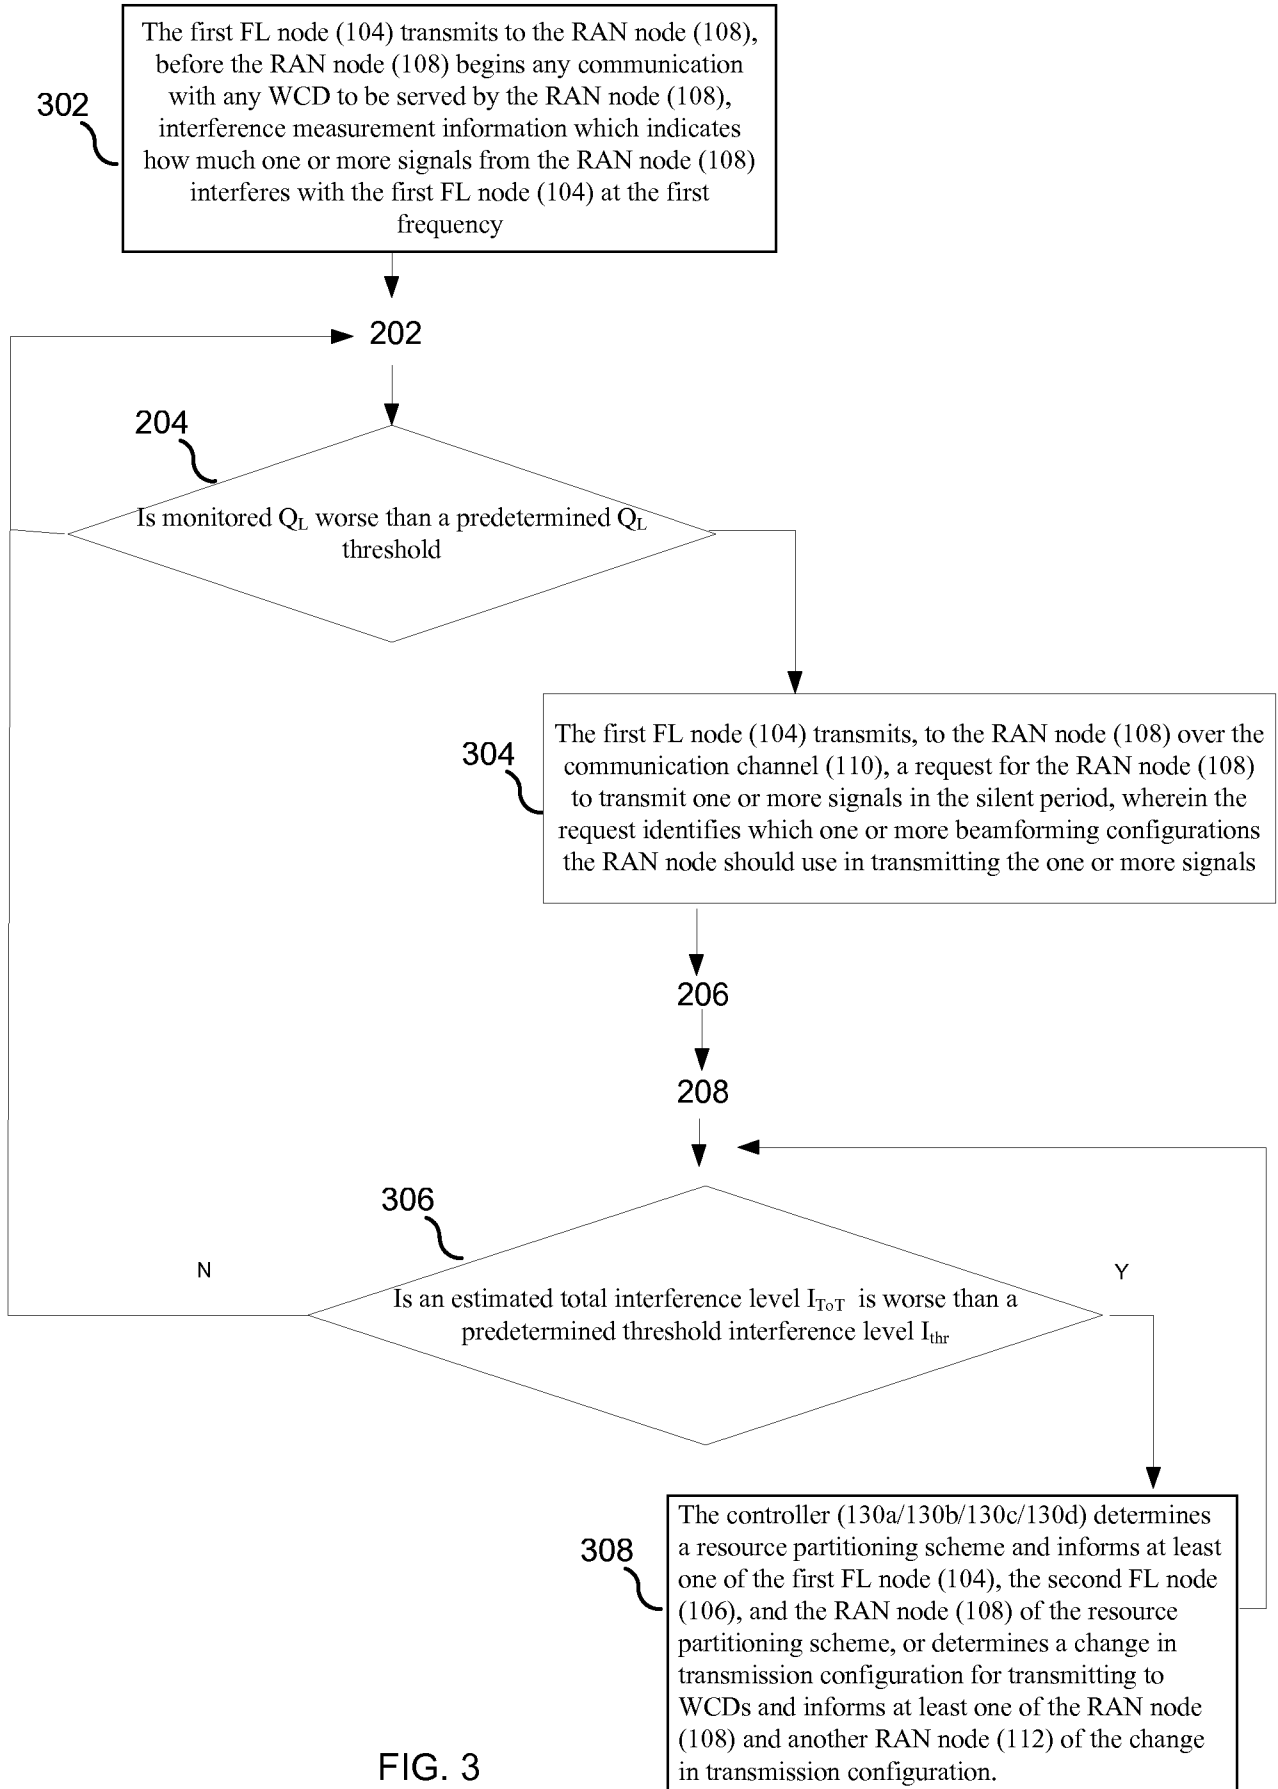 The first FL node (104) transmits to the RAN node (108),
before the RAN node (108) begins any communication
with any WCD to be served by the RAN node (108),
interference measurement information which indicates
how much one or more signals from the RAN node (108)
interferes with the first FL node (104) at the first
frequency
302
202
204
Is monitored QL worse than a predetermined QL
threshold
304
The first FL node (104) transmits, to the RAN node (108) over the
communication channel (110), a request for the RAN node (108)
to transmit one or more signals in the silent period, wherein the
request identifies which one or more beamforming configurations
the RAN node should use in transmitting the one or more signals
206
208
306
N
Y
Is an estimated total interference level IToT is worse than a
predetermined threshold interference level Ithr
308
The controller (130a/130b/130c/130d) determines
a resource partitioning scheme and informs at least
one of the first FL node (104), the second FL node
(106), and the RAN node (108) of the resource
partitioning scheme, or determines a change in
transmission configuration for transmitting to
WCDs and informs at least one of the RAN node
(108) and another RAN node (112) of the change
in transmission configuration.
FIG. 3